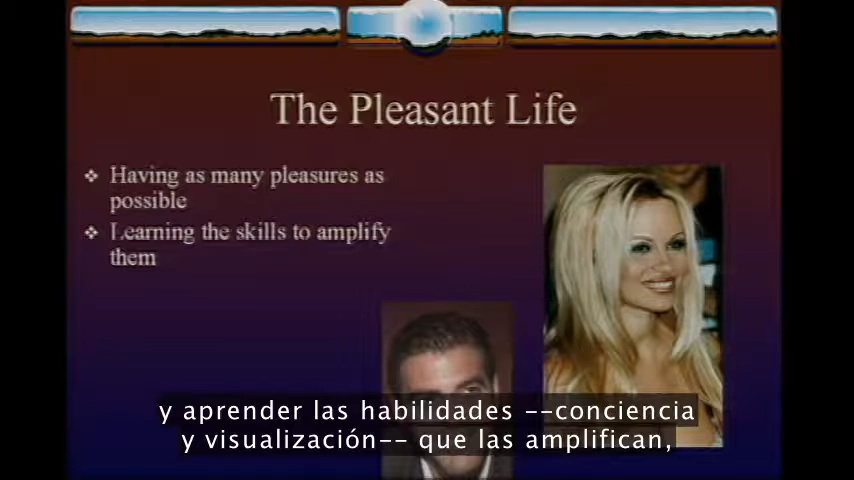 The Pleasant Life
❖ Having as many pleasures as
possible
❖ Learning the skills to amplify
them
y aprender las habilidades --conciencia
y visualización-- que las amplifican,